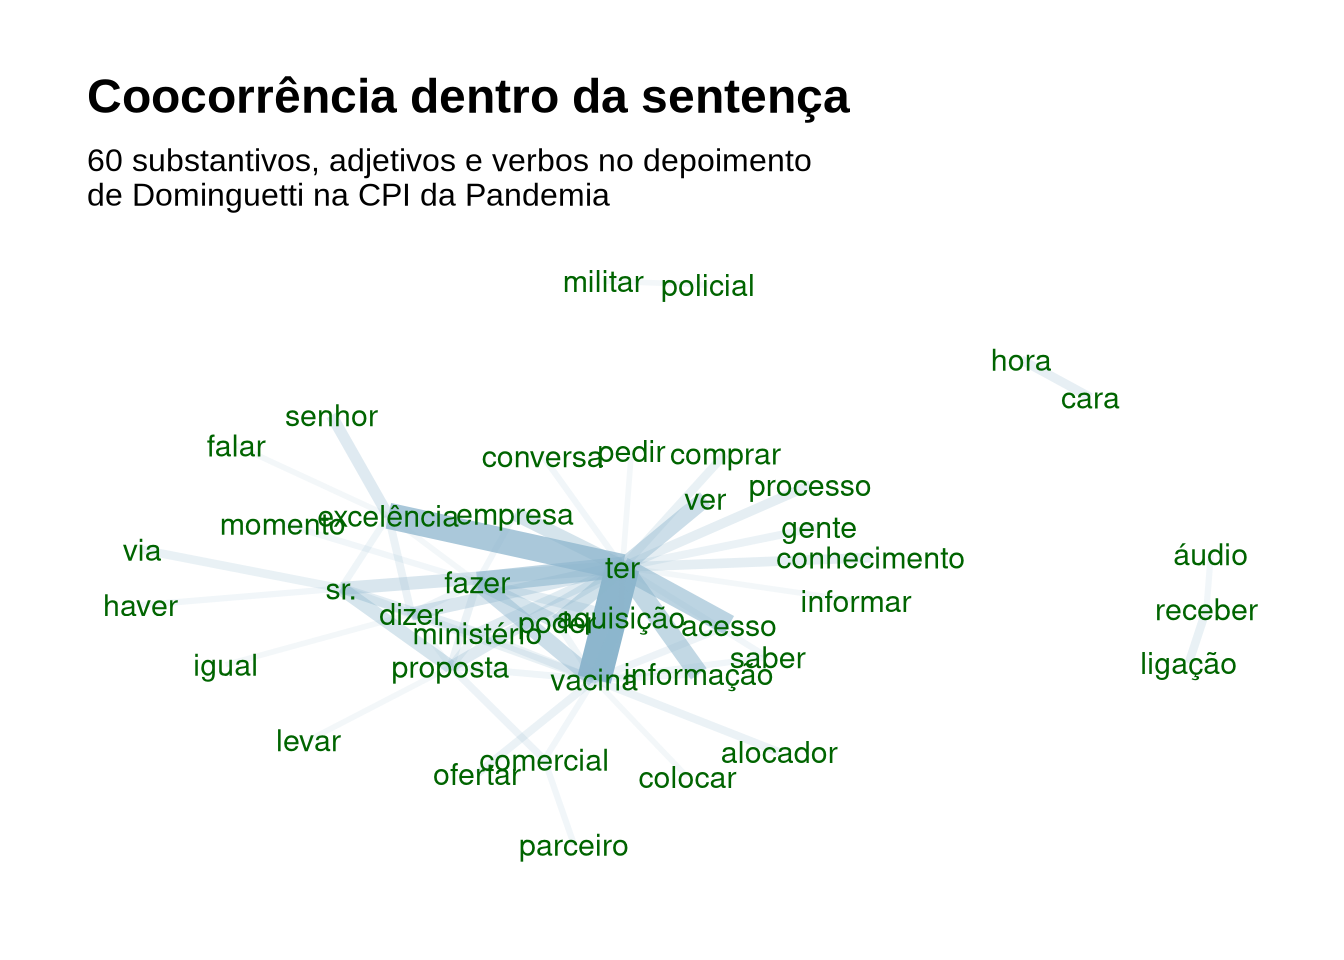 Coocorrência dentro da sentença
60 substantivos, adjetivos e verbos no depoimento
de Dominguetti na CPI da Pandemia
militar
policial
hora
cara
senhor
falar
conversa
pedir
comprar
processo
ver
momento
excelência
empresa
gente
via
conhecimento
áudio
ter
fazer
sr.
haver
informar
receber
dizer
poder
aquisição
ministério
acesso
igual
proposta
saber
ligação
vacina
informação
levar
alocador
comercial
ofertar
colocar
parceiro